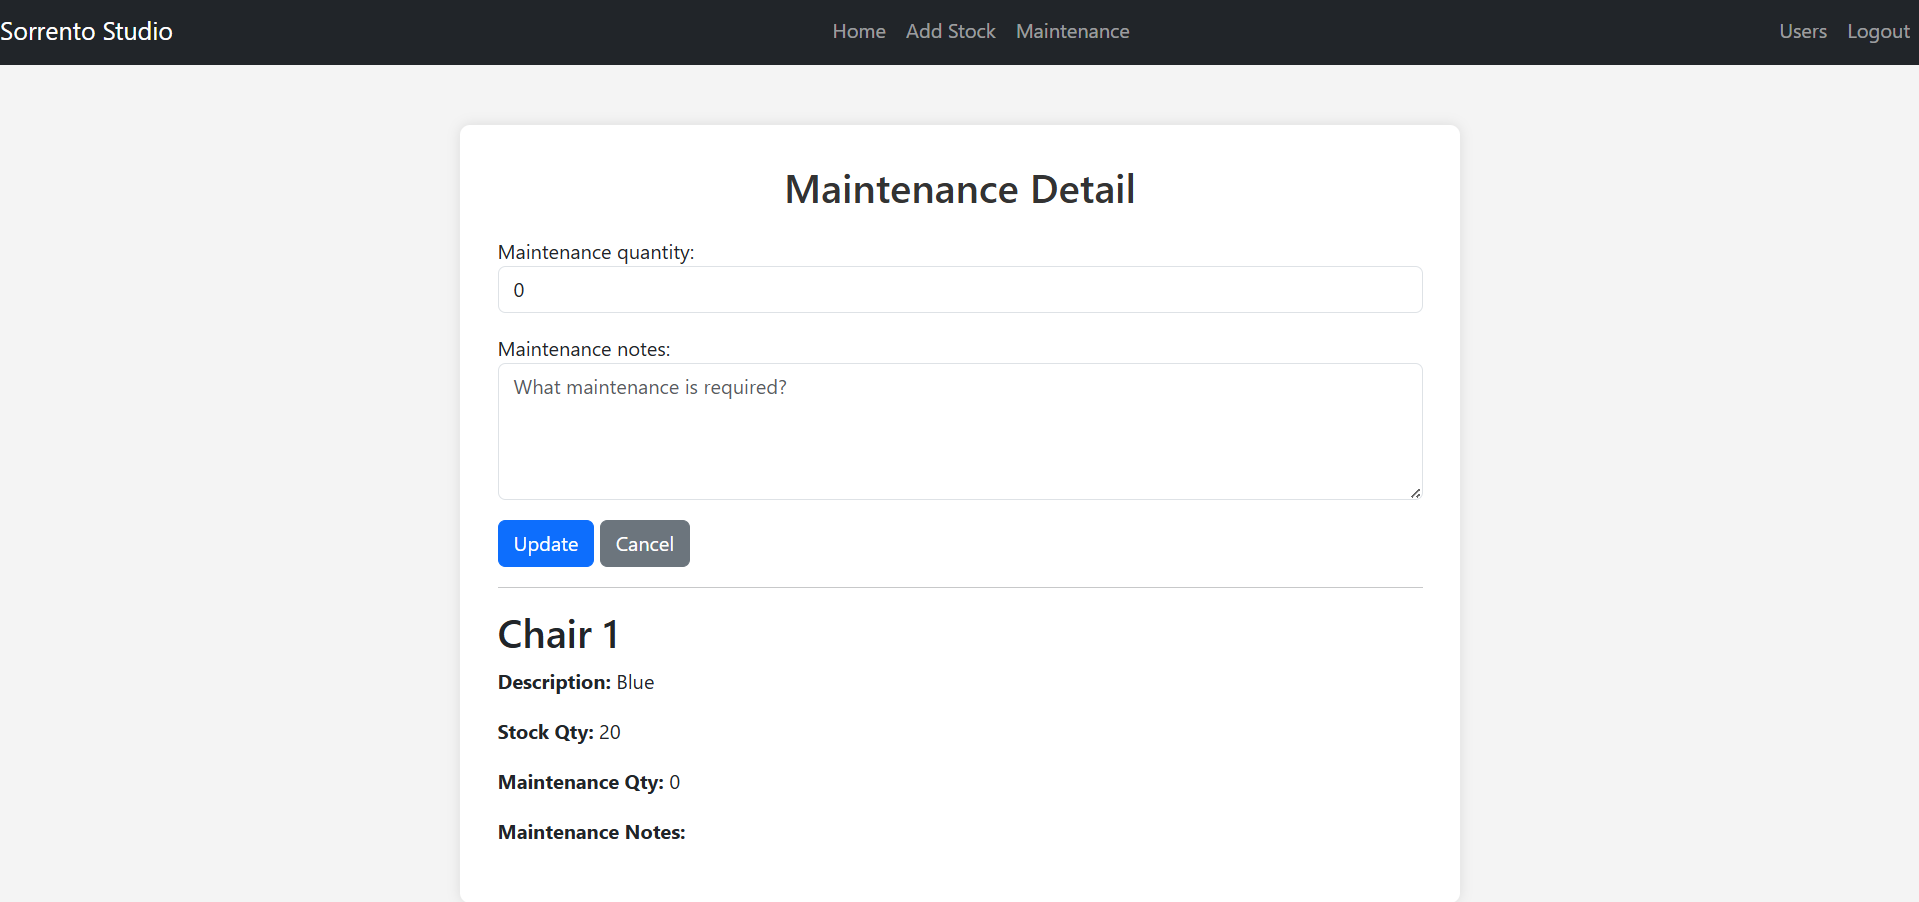 Sorrento Studio Home Add Stock Maintenance Users Logout
Maintenance Detail
Maintenance quantity:
0
Maintenance notes:
What maintenance is required?
Update Cancel
Chair 1
Description: Blue
Stock Qty: 20
Maintenance Qty: 0
Maintenance Notes: